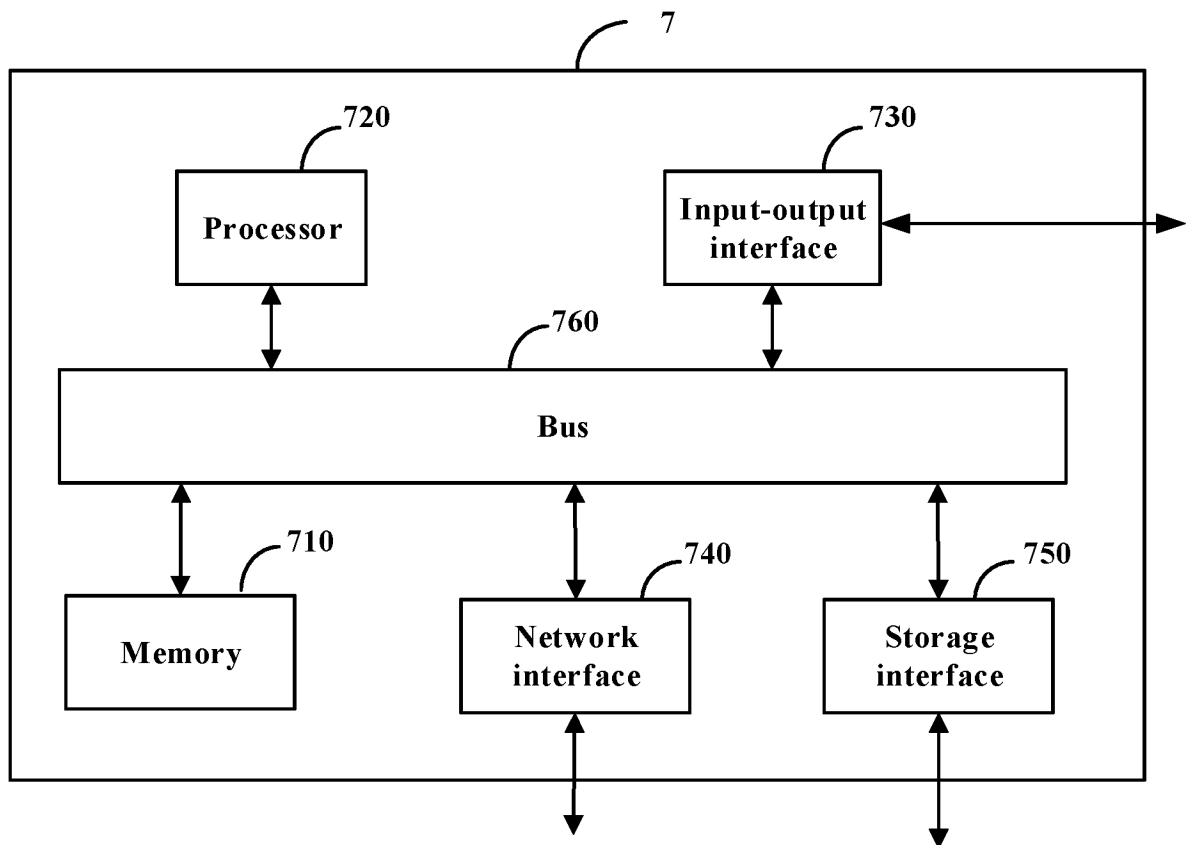 7
720
730
Processor
Input-output
interface
760
Bus
710
740
750
Memory
Network
interface
Storage
interface